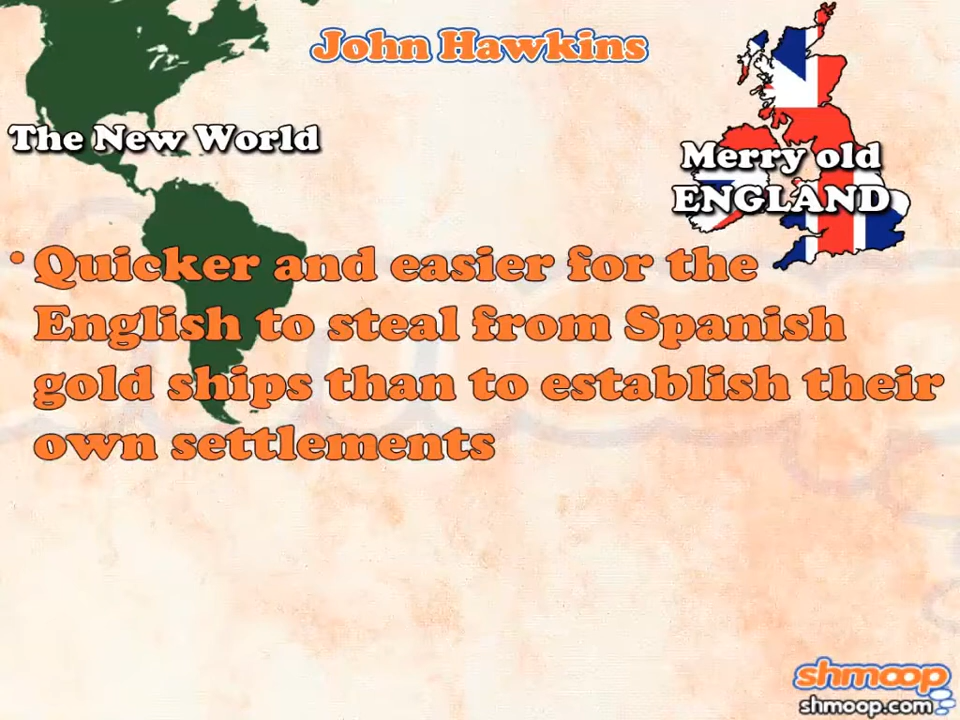 John Hawkins
The New World
Merry old
ENGLAND
• Quicker and easier for the
English to steal from Spanish
gold ships than to establish their
own settlements
shmoop
shmoop.com